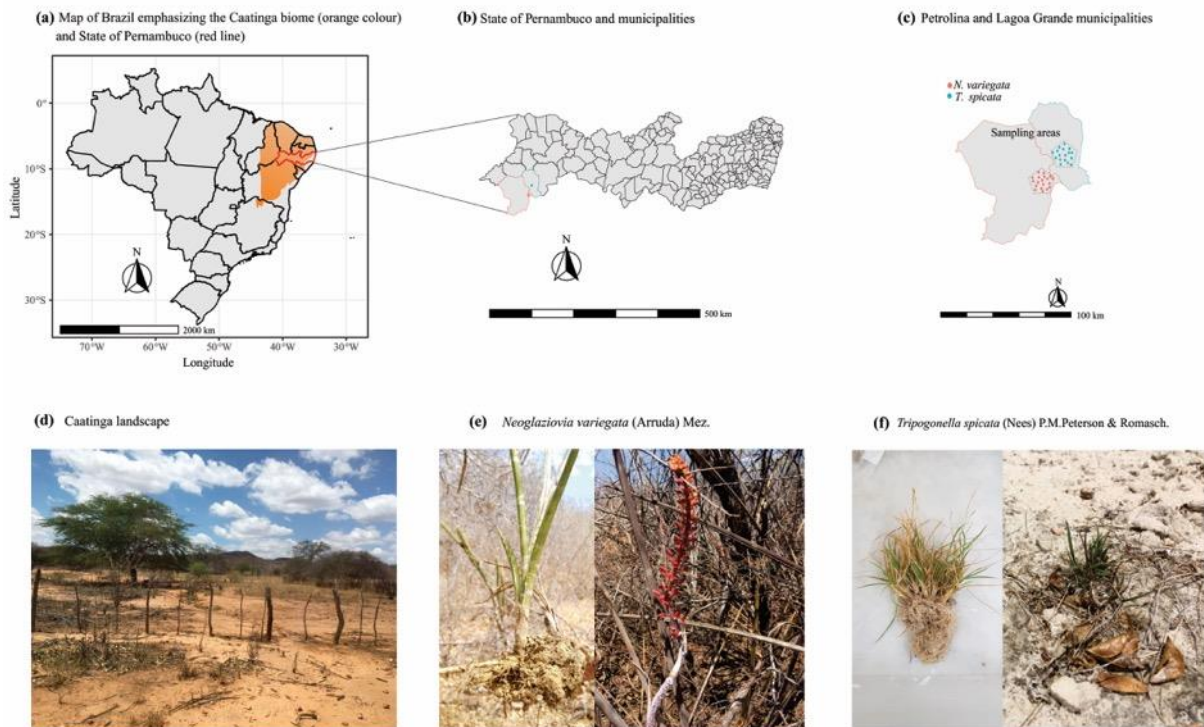 (a) Map of Brazil emphasizing the Caatinga biome (orange colour)
and State of Pernambuco (red line)
0°
10°S
20°S
30°S
Latitude
N
2000 km
70°W 60°W 50°W 40°W 30°W
Longitude
(b) State of Pernambuco and municipalities
N
500 km
(c) Petrolina and Lagoa Grande municipalities
N. variegata
T. spicata
Sampling areas
N
100 km
(d) Caatinga landscape
(e) Neoglaziovia variegata (Arruda) Mez.
(f) Tripogonella spicata (Nees) P.M.Peterson & Romasch.